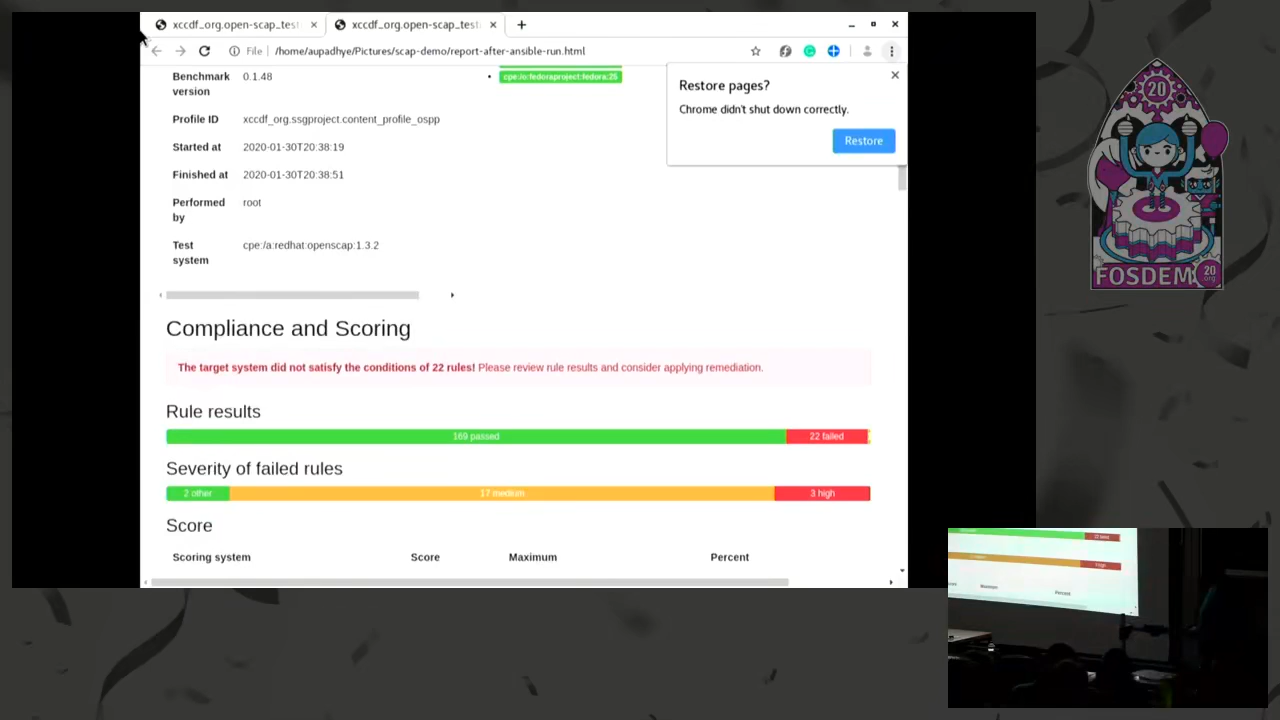 xccdf_org.open-scap_test
xccdf_org.open-scap_test
File
/home/aupadhye/Pictures/scap-demo/report-after-ansible-run.html
Restore pages?
Chrome didn't shut down correctly.
Restore
Benchmark version
0.1.48
cpe:/o:fedoraproject:fedora:25
Profile ID
xccdf_org.ssgproject.content_profile_ospp
Started at
2020-01-30T20:38:19
Finished at
2020-01-30T20:38:51
Performed by
root
Test system
cpe:/a:redhat:openscap:1.3.2
Compliance and Scoring
The target system did not satisfy the conditions of 22 rules! Please review rule results and consider applying remediation.
Rule results
169 passed
22 failed
Severity of failed rules
2 other
17 medium
3 high
Score
Scoring system
Score
Maximum
Percent
20
FOSDEM
20
.org
Maximum
Percent